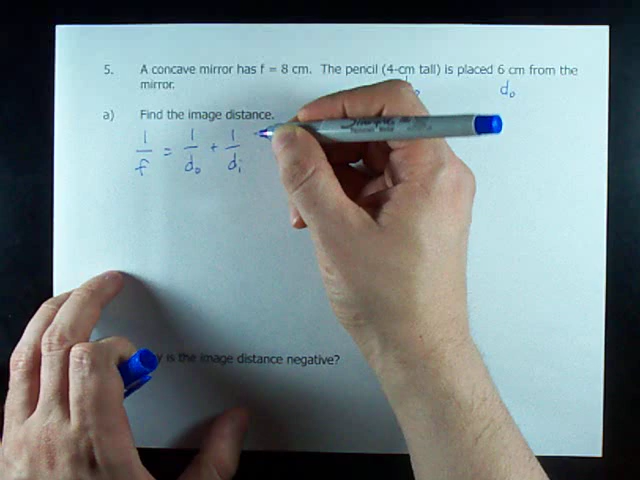 5. A concave mirror has f = 8 cm. The pencil (4-cm tall) is placed 6 cm from the
mirror.
dₒ
a) Find the image distance.
1/f = 1/dₒ + 1/dᵢ
Sharpie
is the image distance negative?